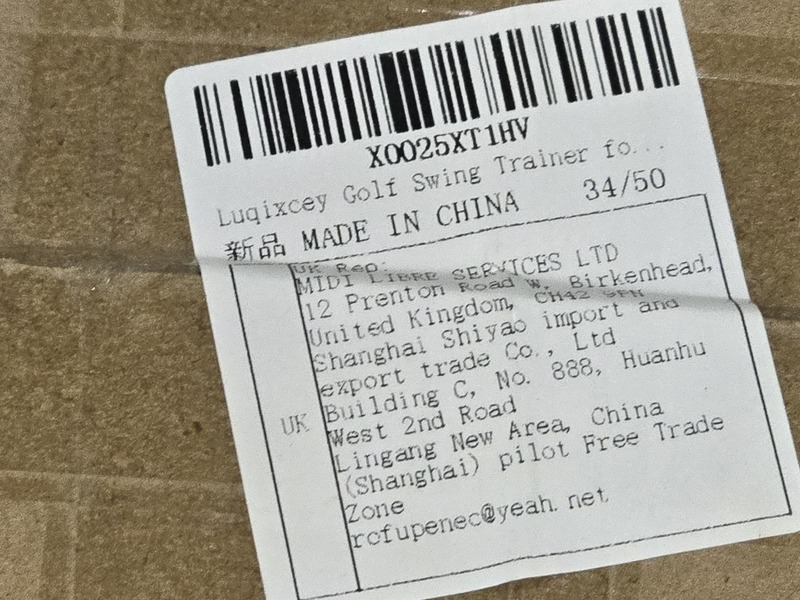 X0025XT1HV
Luqixcey Golf Swing Trainer fo...
新品 MADE IN CHINA 34/50
UK Rep:
MIDI LIBRE SERVICES LTD
12 Prenton Road W, Birkenhead,
United Kingdom, CH42 9PN
Shanghai Shiyao import and
export trade Co., Ltd
Building C, No. 888, Huanhu
West 2nd Road
Lingang New Area, China
(Shanghai) pilot Free Trade
Zone
rcfupenec@yeah.net
UK